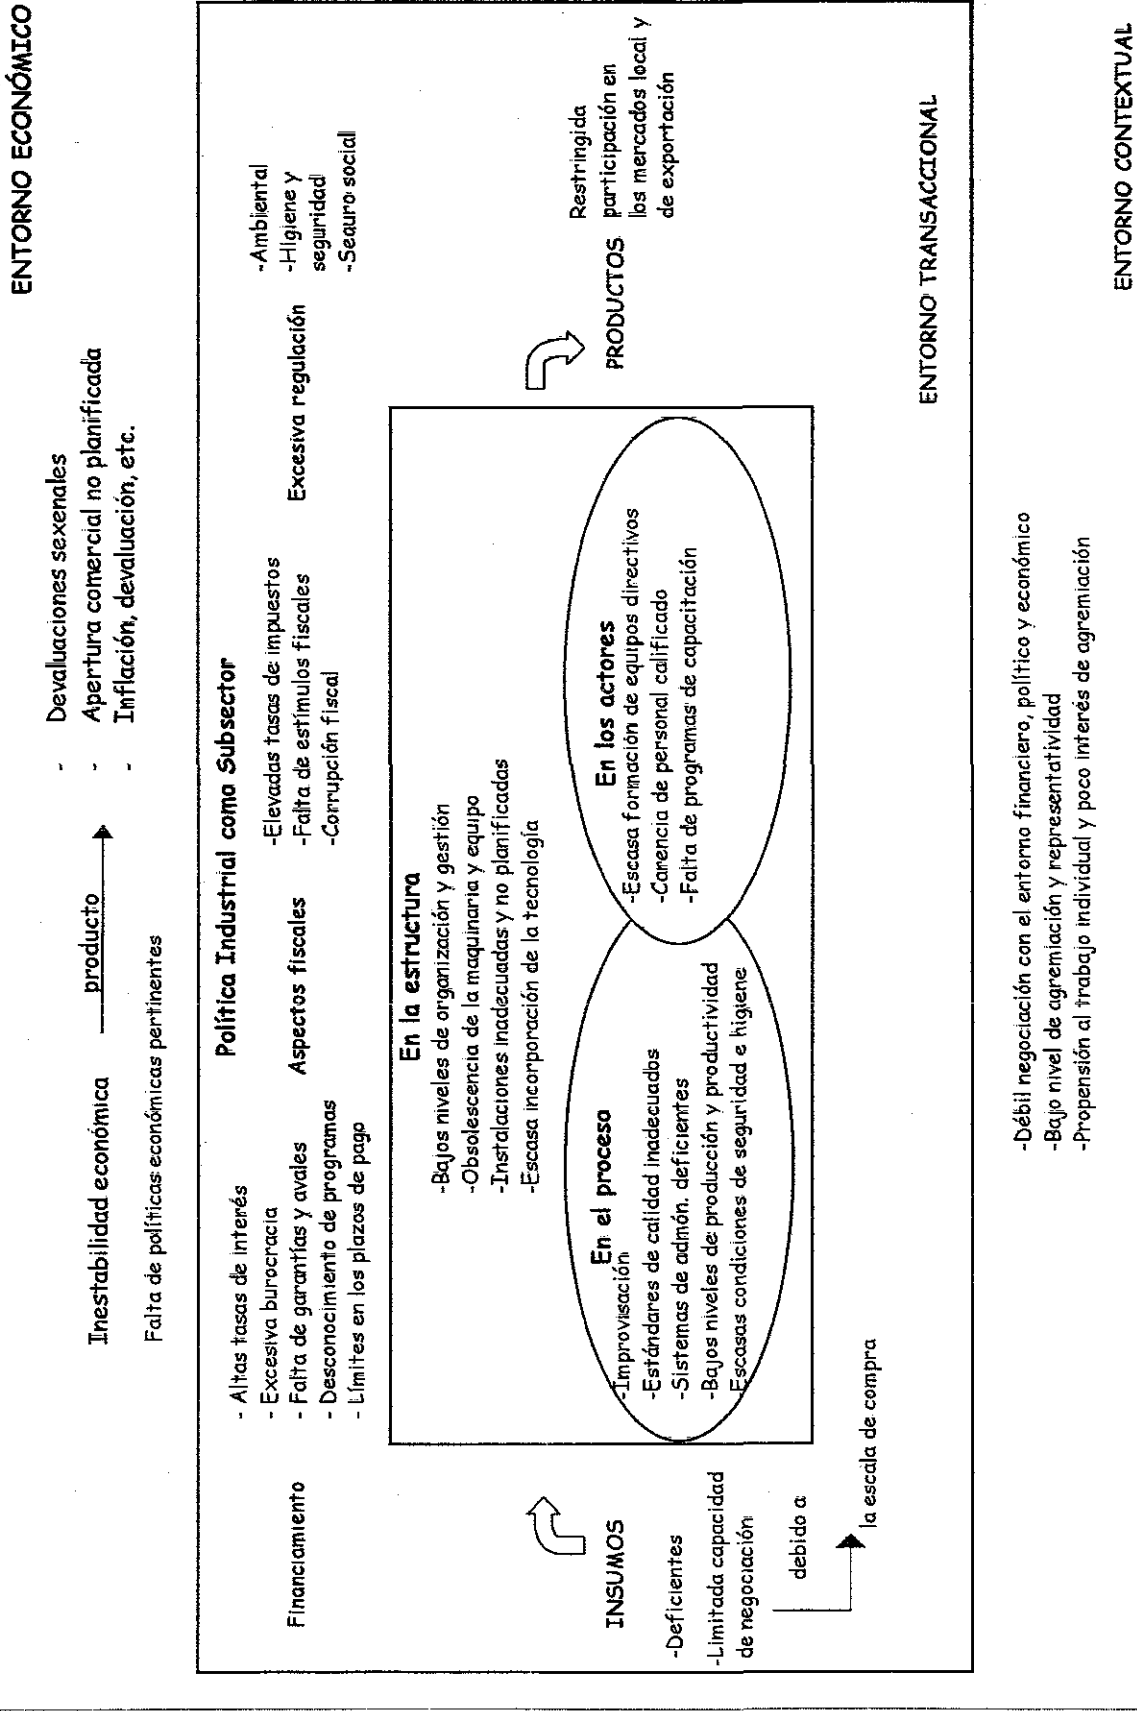 ENTORNO ECONÓMICO
Inestabilidad económica
producto
- Devaluaciones sexenales
- Apertura comercial no planificada
- Inflación, devaluación, etc.
Falta de políticas económicas pertinentes
Política Industrial como Subsector
Financiamiento
- Altas tasas de interés
- Excesiva burocracia
- Falta de garantías y avales
- Desconocimiento de programas
- Límites en los plazos de pago
Aspectos fiscales
-Elevadas tasas de impuestos
-Falta de estímulos fiscales
-Corrupción fiscal
Excesiva regulación
-Ambiental
-Higiene y
seguridad
-Seguro social
En la estructura
-Bajos niveles de organización y gestión
-Obsolescencia de la maquinaria y equipo
-Instalaciones inadecuadas y no planificadas
-Escasa incorporación de la tecnología
En el proceso
-Improvisación
-Estándares de calidad inadecuados
-Sistemas de admón. deficientes
-Bajos niveles de producción y productividad
-Escasas condiciones de seguridad e higiene
En los actores
-Escasa formación de equipos directivos
-Carencia de personal calificado
-Falta de programas de capacitación
INSUMOS
-Deficientes
-Limitada capacidad
de negociación
debido a
la escala de compra
PRODUCTOS
Restringida
participación en
los mercados local y
de exportación
ENTORNO TRANSACCIONAL
-Débil negociación con el entorno financiero, político y económico
-Bajo nivel de agremiación y representatividad
-Propensión al trabajo individual y poco interés de agremiación
ENTORNO CONTEXTUAL